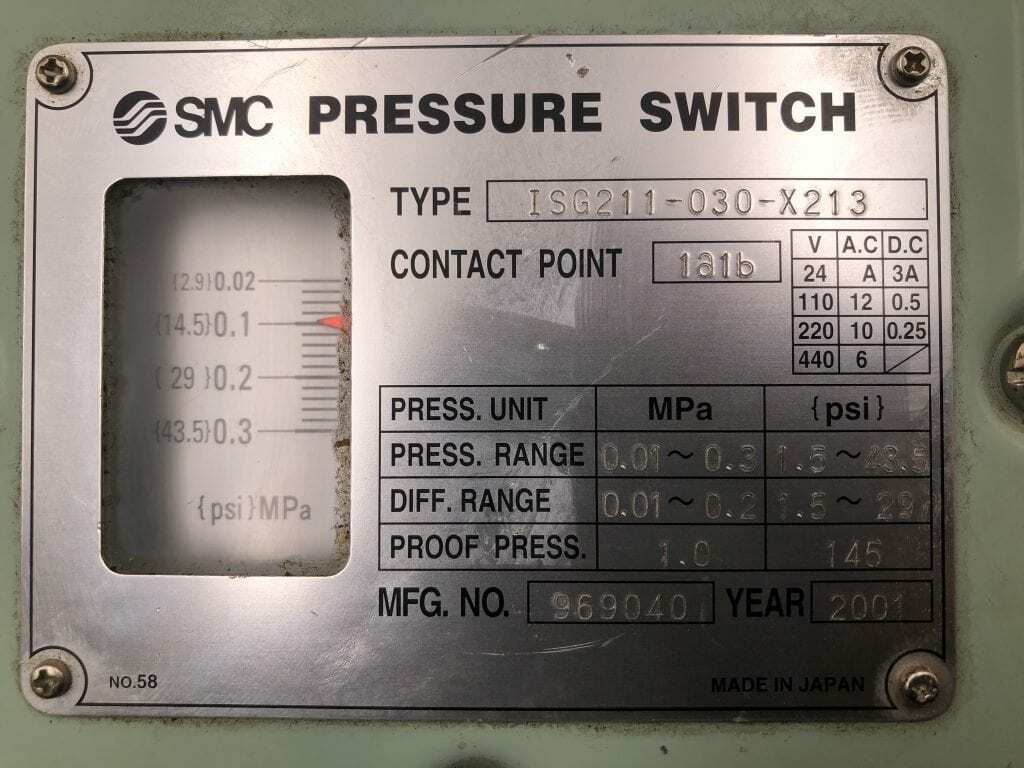 SMC PRESSURE SWITCH
TYPE ISG211-030-X213
CONTACT POINT 1a1b
V A.C D.C
24 A 3A
110 12 0.5
220 10 0.25
440 6
{2.9}0.02
{14.5}0.1
{29}0.2
{43.5}0.3
{psi}MPa
PRESS. UNIT MPa {psi}
PRESS. RANGE 0.01~0.3 1.5~43.5
DIFF. RANGE 0.01~0.2 1.5~29
PROOF PRESS. 1.0 145
MFG. NO. YEAR 2001
NO.58
MADE IN JAPAN